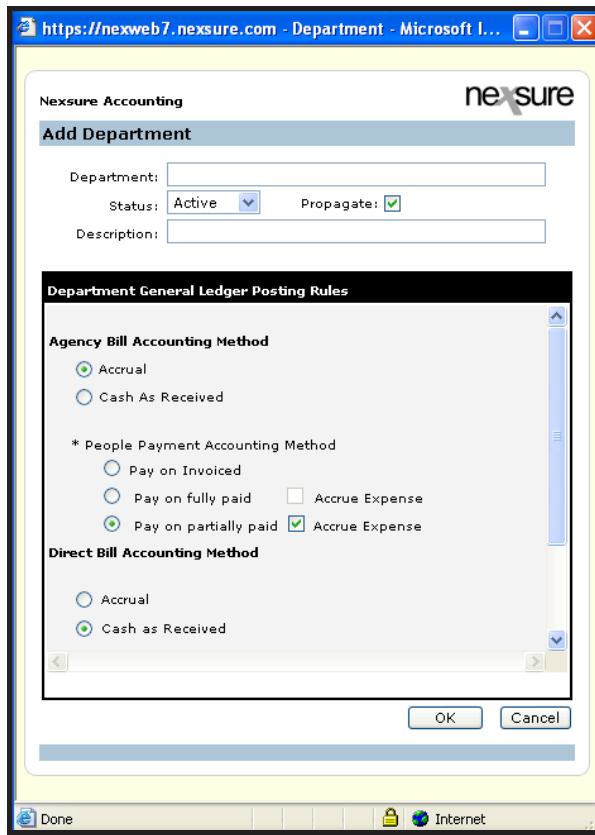 https://nexweb7.nexsure.com - Department - Microsoft I...
Nexsure Accounting
nexsure
Add Department
Department:
Status: Active Propagate:
Description:
Department General Ledger Posting Rules
Agency Bill Accounting Method
Accrual
Cash As Received
* People Payment Accounting Method
Pay on Invoiced
Pay on fully paid Accrue Expense
Pay on partially paid Accrue Expense
Direct Bill Accounting Method
Accrual
Cash as Received
OK Cancel
Done Internet